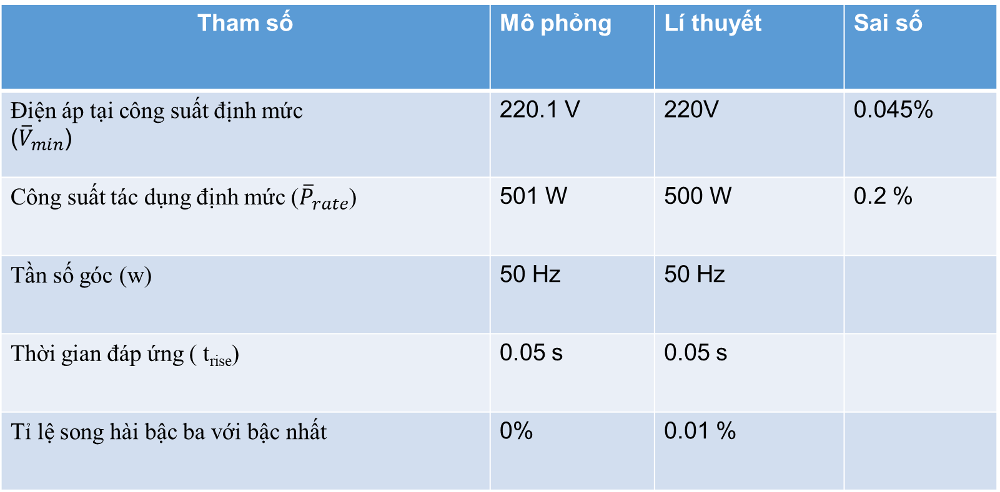 Tham số Mô phỏng Lí thuyết Sai số
Điện áp tại công suất định mức 220.1 V 220V 0.045%
(V̄min)
Công suất tác dụng định mức (P̄rate) 501 W 500 W 0.2 %
Tần số góc (w) 50 Hz 50 Hz
Thời gian đáp ứng ( trise) 0.05 s 0.05 s
Tỉ lệ song hài bậc ba với bậc nhất 0% 0.01 %